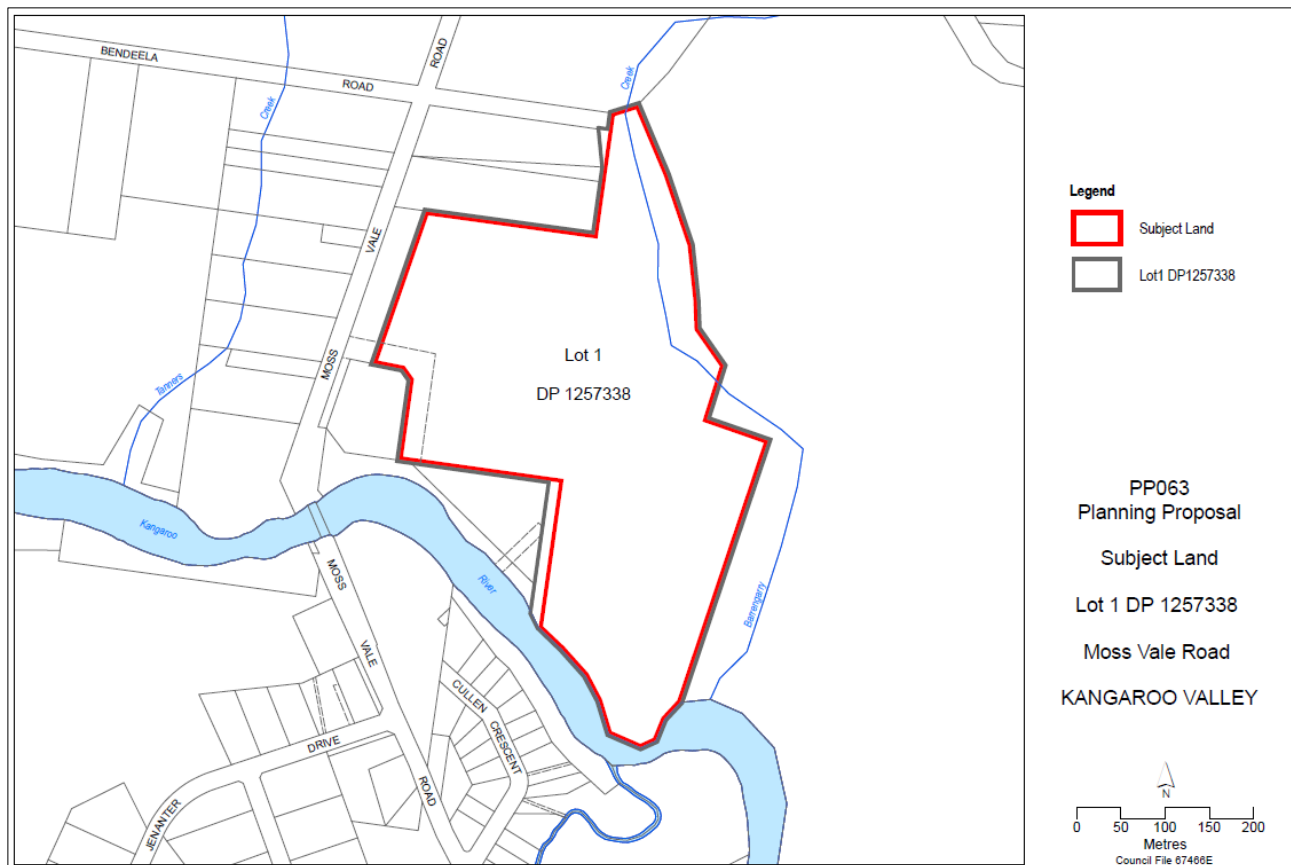 BENDEELA
ROAD
ROAD
Creek
Creek
VALE
MOSS
Tanners
Lot 1
DP 1257338
Kangaroo
River
Barrengarry
MOSS
VALE
ROAD
CULLEN
CRESCENT
DRIVE
JENANTER
Legend
Subject Land
Lot1 DP1257338
PP063
Planning Proposal
Subject Land
Lot 1 DP 1257338
Moss Vale Road
KANGAROO VALLEY
N
0 50 100 150 200
Metres
Council File 67466E